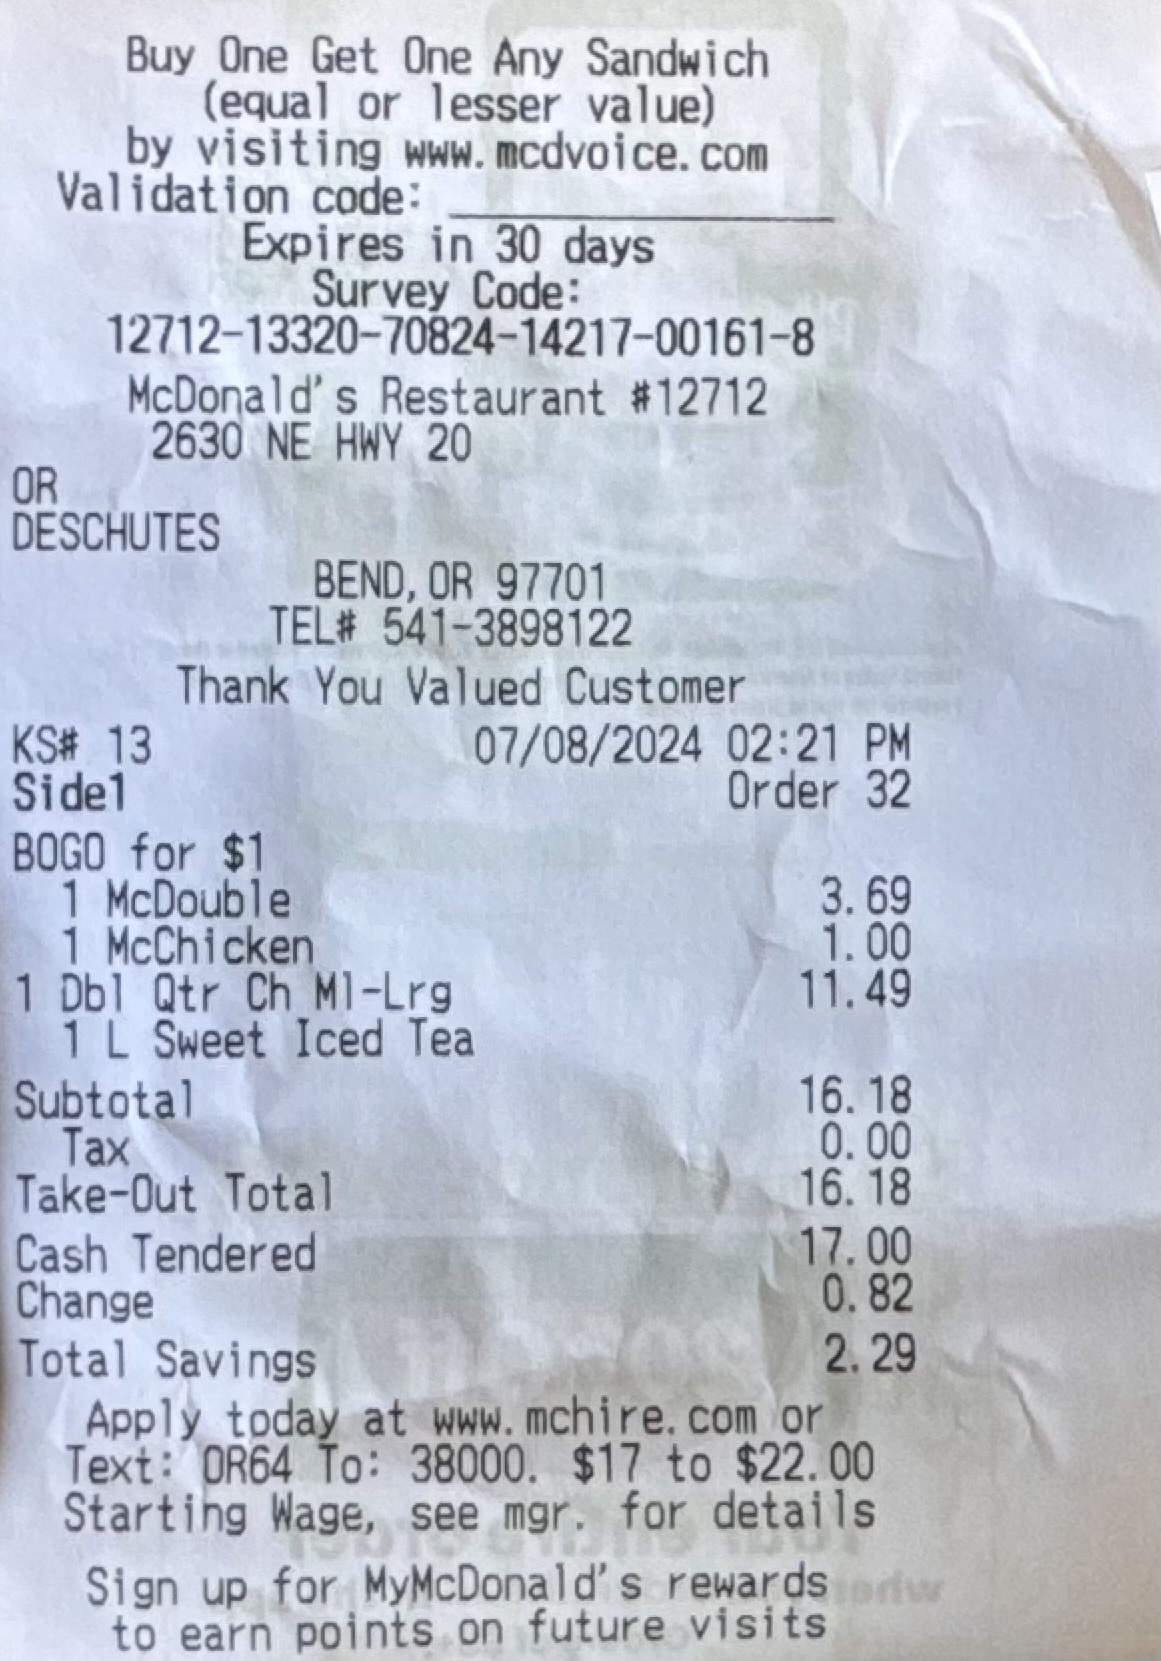 Buy One Get One Any Sandwich
(equal or lesser value)
by visiting www.mcdvoice.com
Validation code: ________________
Expires in 30 days
Survey Code:
12712-13320-70824-14217-00161-8
McDonald's Restaurant #12712
2630 NE HWY 20
OR
DESCHUTES
BEND, OR 97701
TEL# 541-3898122
Thank You Valued Customer
KS# 13 07/08/2024 02:21 PM
Side1 Order 32
BOGO for $1
1 McDouble 3.69
1 McChicken 1.00
1 Dbl Qtr Ch Ml-Lrg 11.49
1 L Sweet Iced Tea
Subtotal 16.18
Tax 0.00
Take-Out Total 16.18
Cash Tendered 17.00
Change 0.82
Total Savings 2.29
Apply today at www.mchire.com or
Text: OR64 To: 38000. $17 to $22.00
Starting Wage, see mgr. for details
Sign up for MyMcDonald's rewards
to earn points on future visits